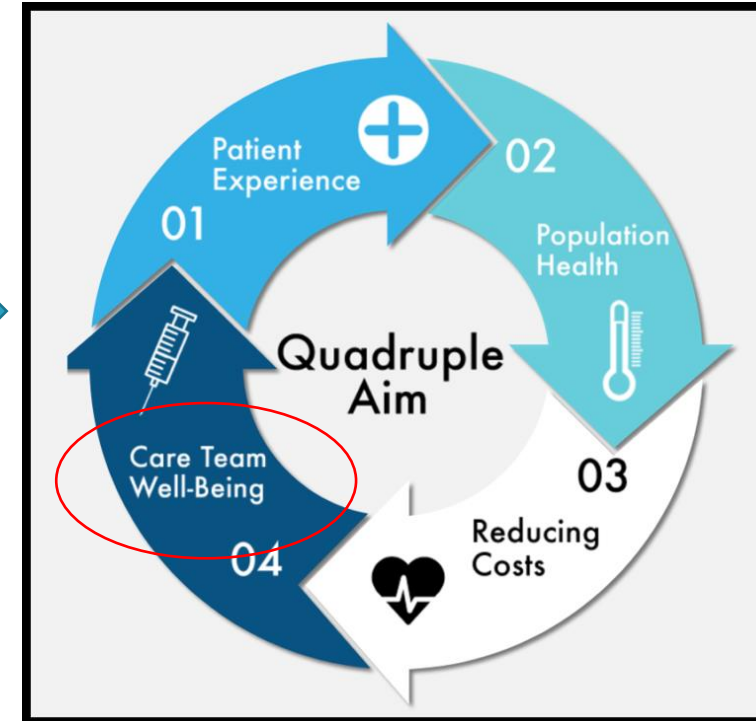 01
Patient
Experience
02
Population
Health
Quadruple
Aim
03
Reducing
Costs
Care Team
Well-Being
04